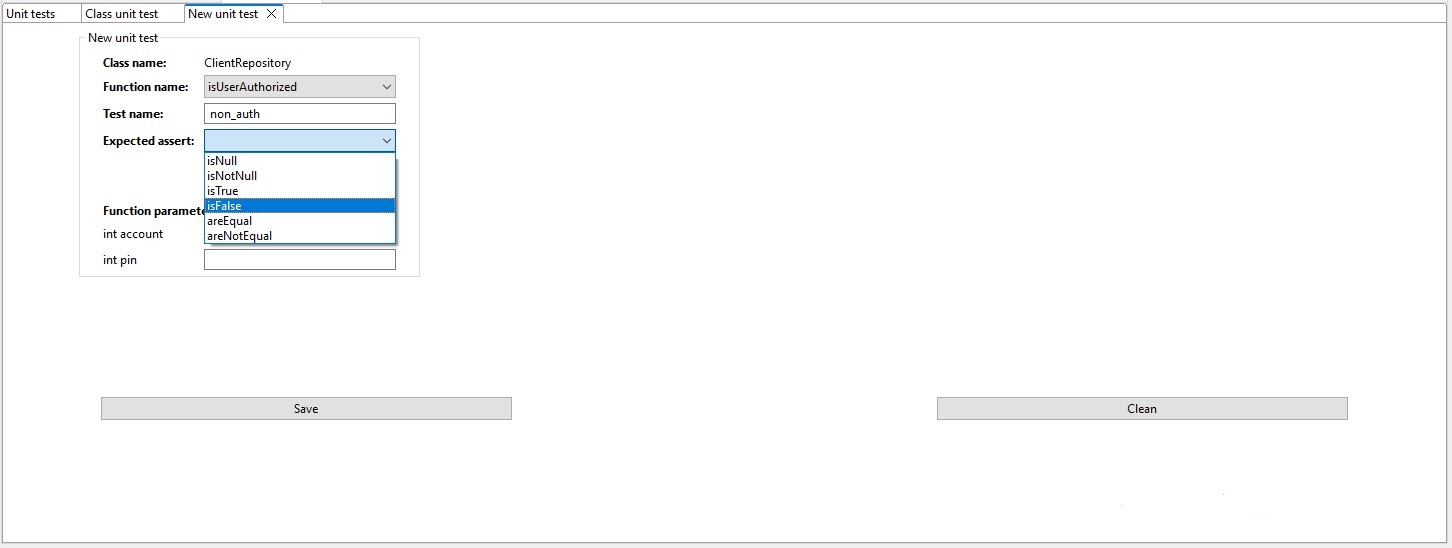 Unit tests
Class unit test
New unit test
New unit test
Class name: ClientRepository
Function name: isUserAuthorized
Test name: non_auth
Expected assert:
isNull
isNotNull
isTrue
isFalse
areEqual
areNotEqual
Function paramete
int account
int pin
Save
Clean